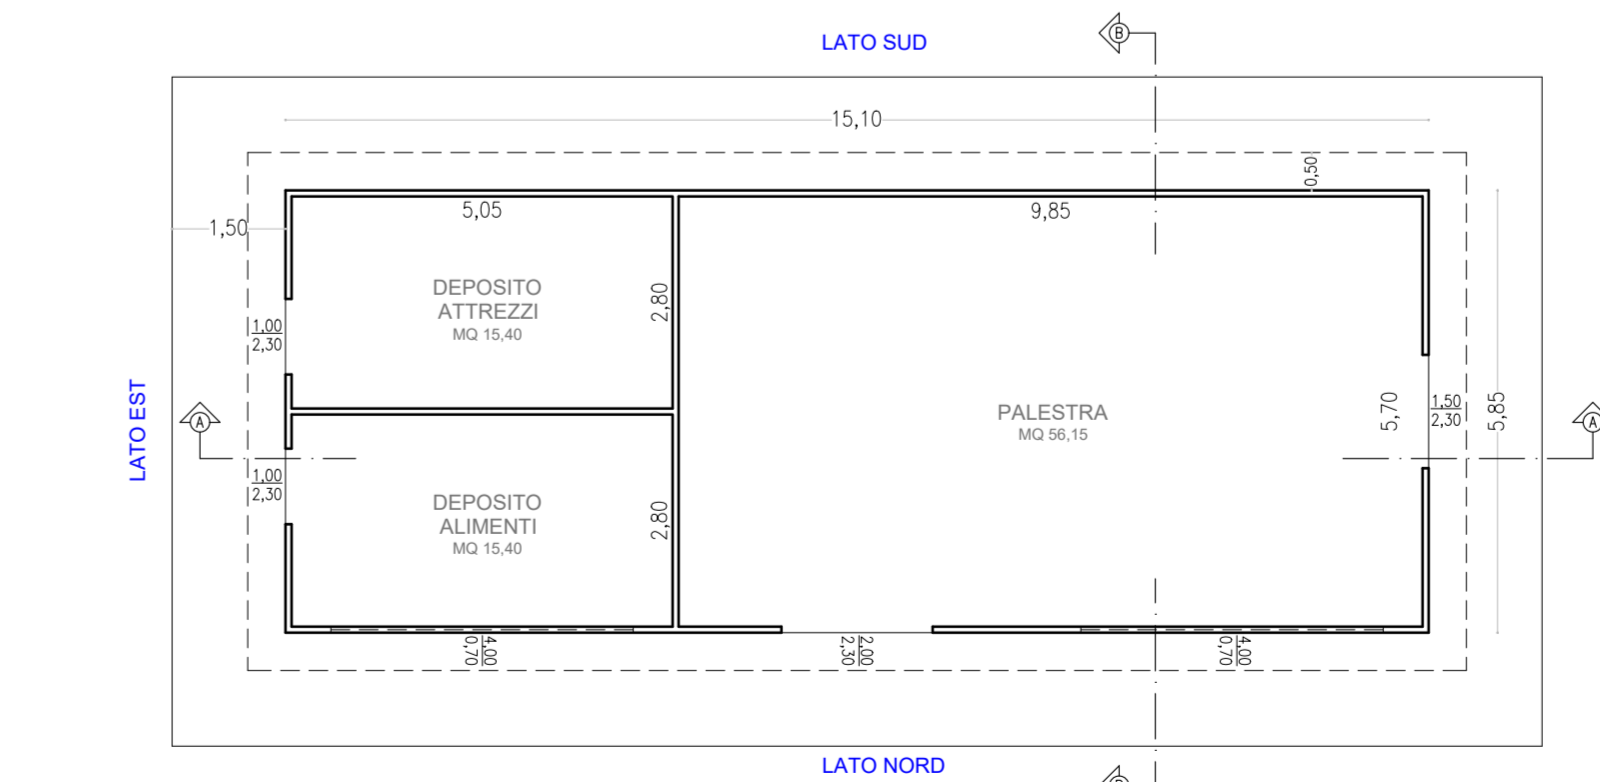 B
LATO SUD
15,10
0,50
5,05
9,85
1,50
DEPOSITO
ATTREZZI
MQ 15,40
2,80
1,00
2,30
LATO EST
A
PALESTRA
MQ 56,15
5,70
1,50
2,30
5,85
A
1,00
2,30
DEPOSITO
ALIMENTI
MQ 15,40
2,80
4,00
0,70
2,00
2,30
4,00
0,70
LATO NORD